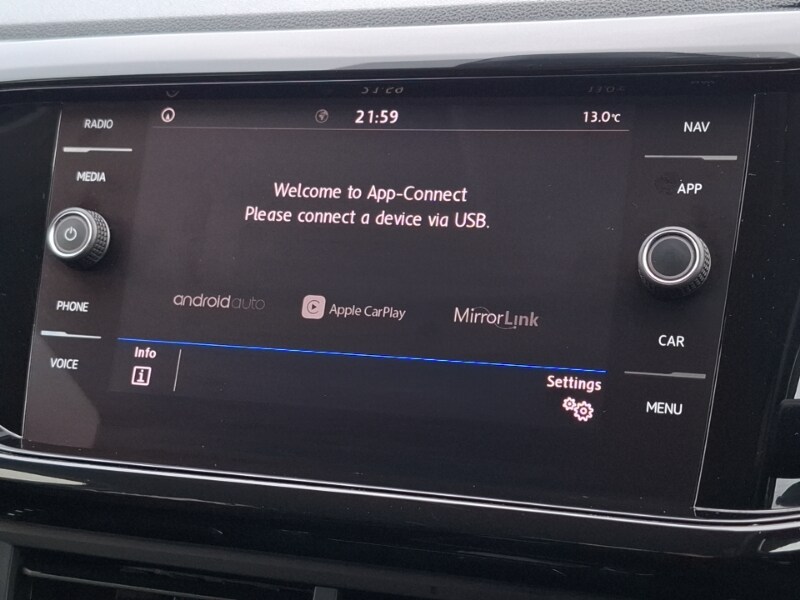 21:59
13.0°C
RADIO
MEDIA
PHONE
VOICE
Welcome to App-Connect
Please connect a device via USB.
androidauto
Apple CarPlay
MirrorLink
Info
i
Settings
NAV
APP
CAR
MENU